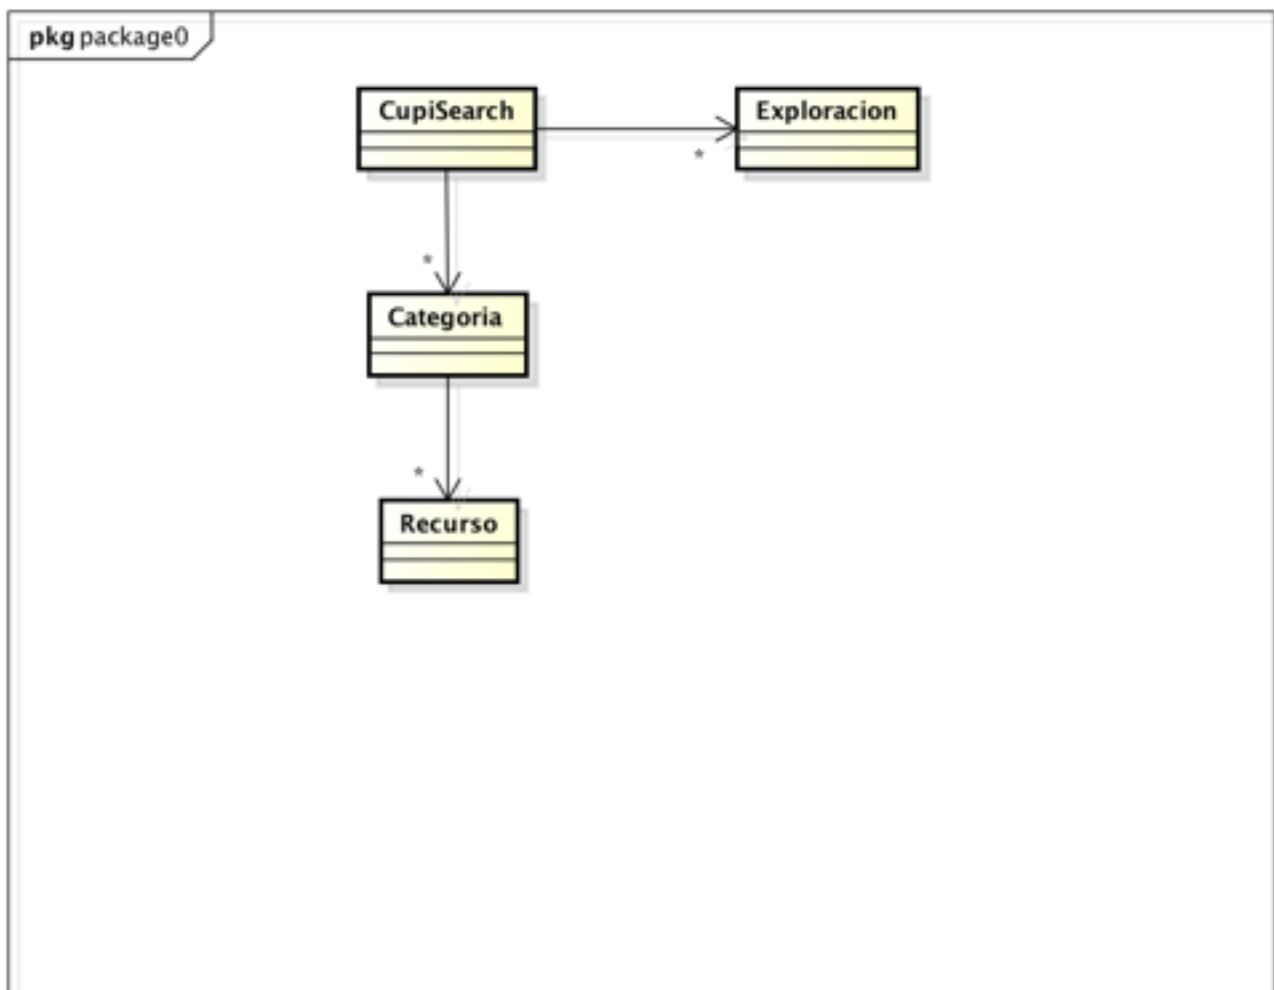 pkg package0
CupiSearch
Exploracion
*
*
Categoria
*
Recurso